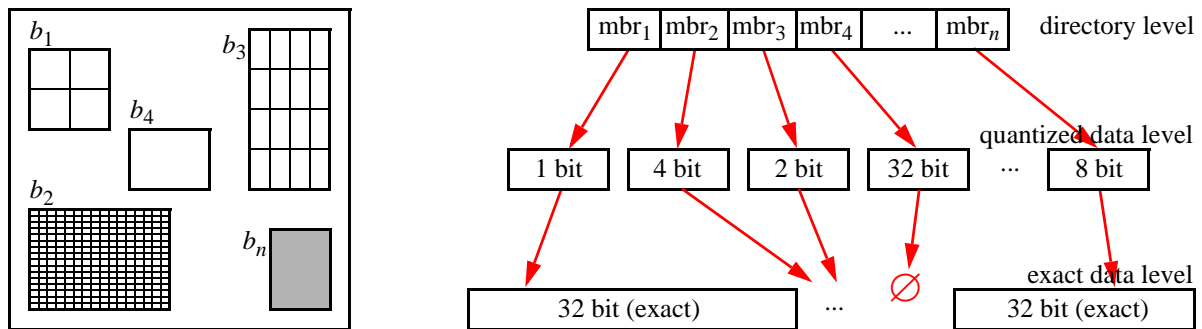 b1
b3
b4
b2
bn
mbr1 mbr2 mbr3 mbr4 ... mbrn directory level
quantized data level
1 bit 4 bit 2 bit 32 bit ... 8 bit
∅ exact data level
32 bit (exact) ... 32 bit (exact)